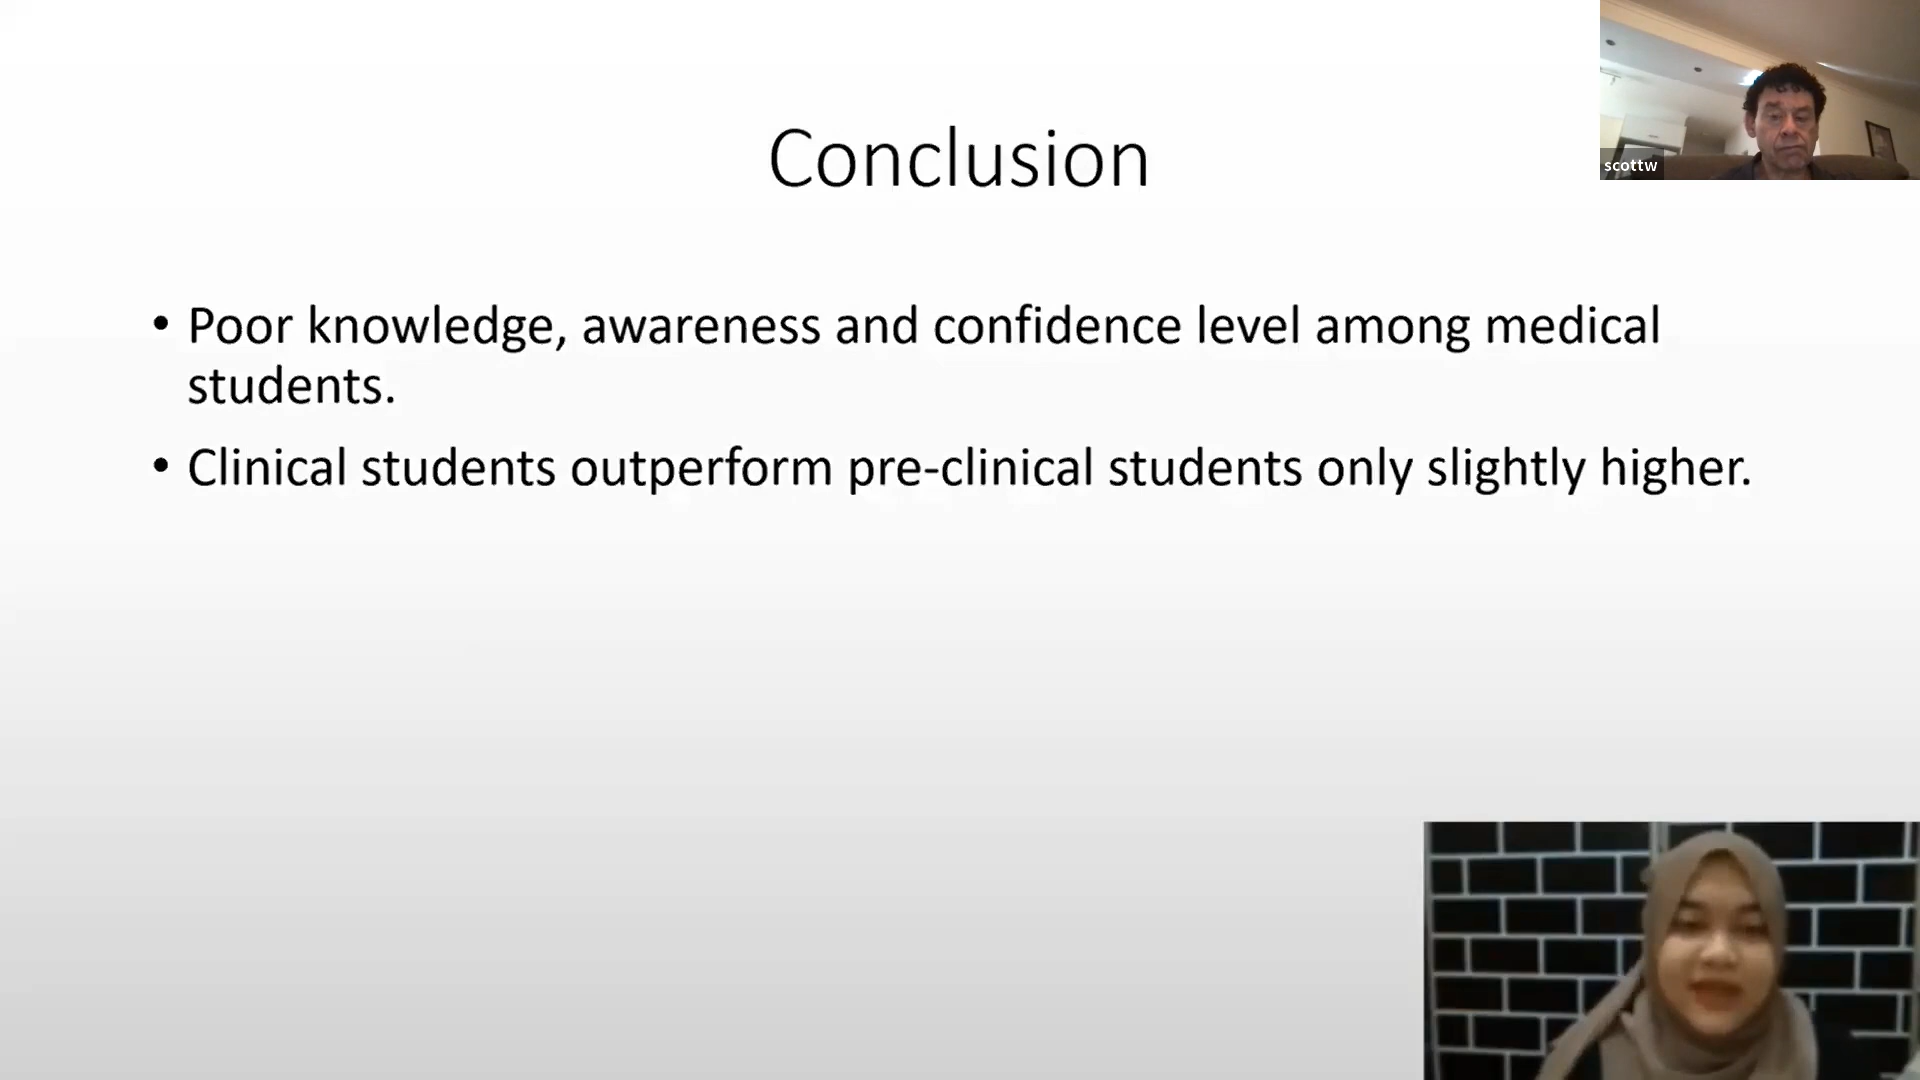 Conclusion
scottw
• Poor knowledge, awareness and confidence level among medical
students.
• Clinical students outperform pre-clinical students only slightly higher.